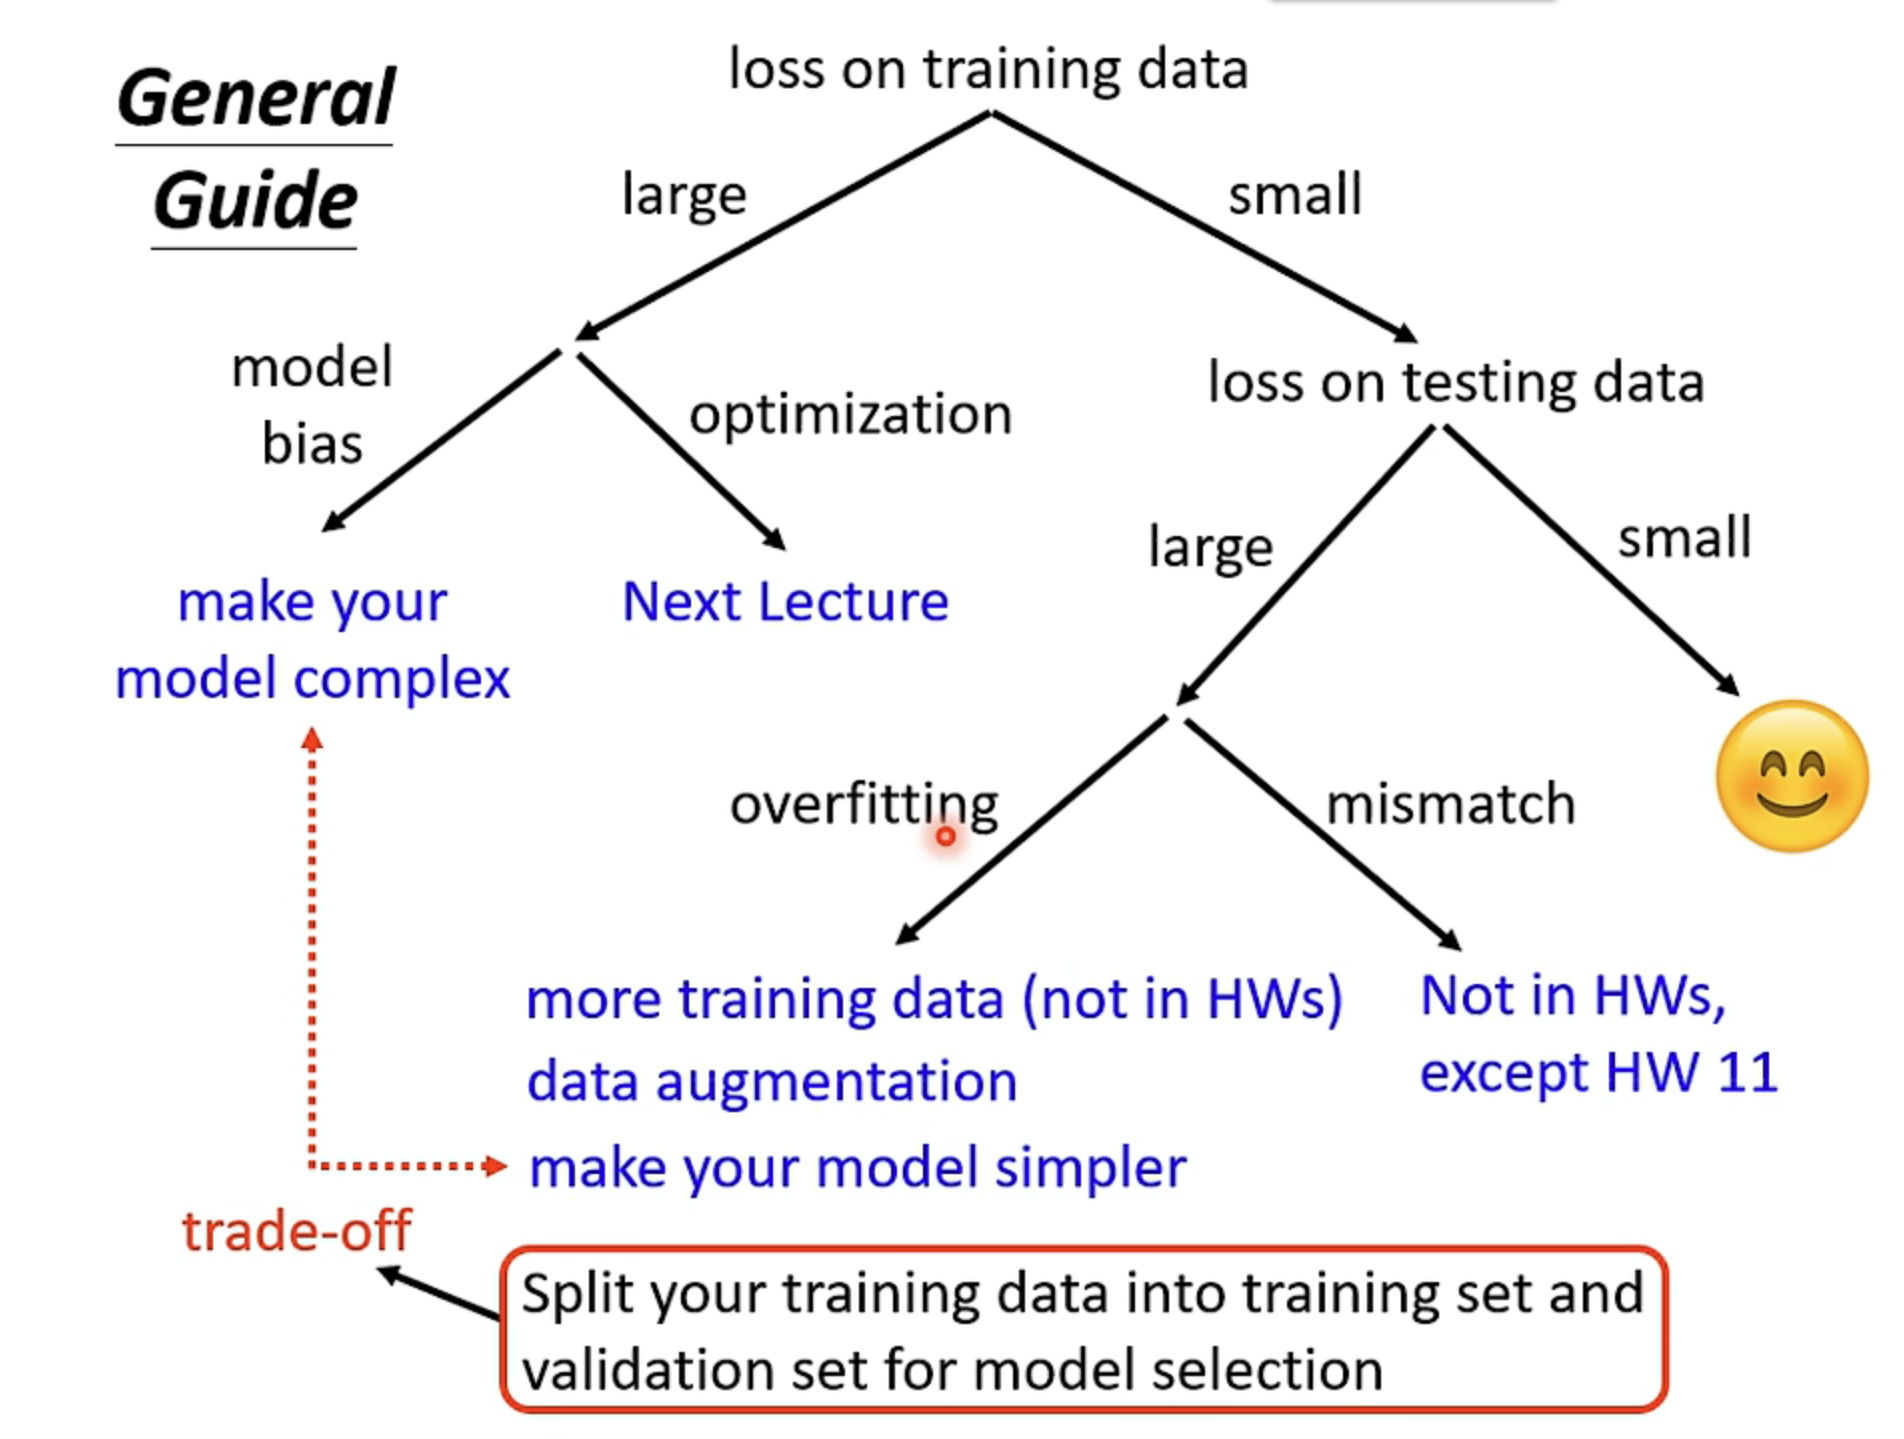 General
Guide
loss on training data
large
small
model
bias
optimization
loss on testing data
make your
model complex
Next Lecture
large
small
overfitting
mismatch
more training data (not in HWs)
data augmentation
make your model simpler
Not in HWs,
except HW 11
trade-off
Split your training data into training set and
validation set for model selection